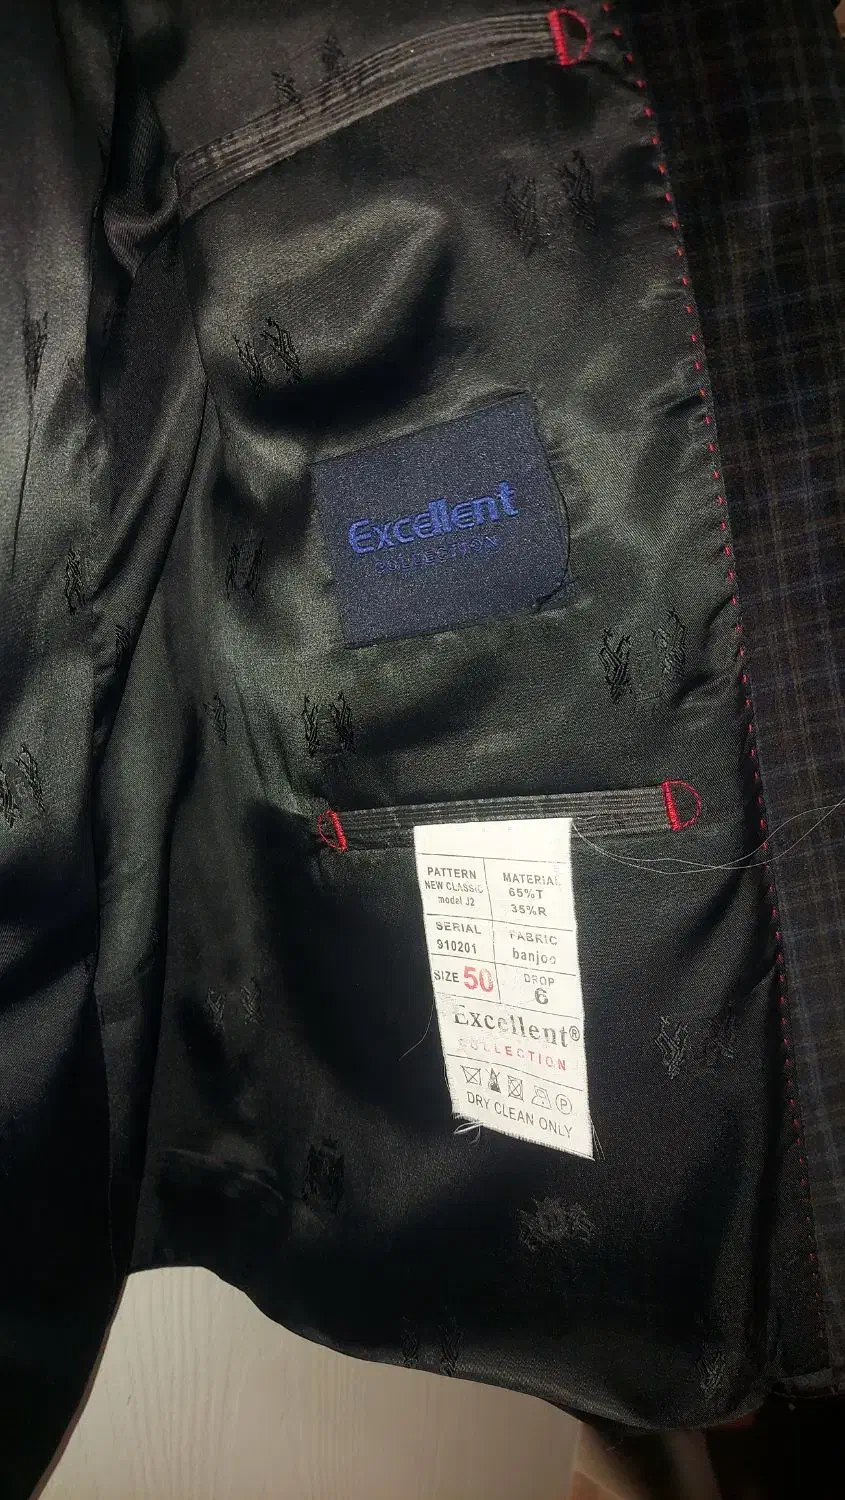 Excellent
COLLECTION
PATTERN
NEW CLASSIC
model J2
MATERIAL
65%T
35%R
SERIAL
910201
FABRIC
banjoo
SIZE 50
DROP
6
Excellent®
COLLECTION
P
DRY CLEAN ONLY